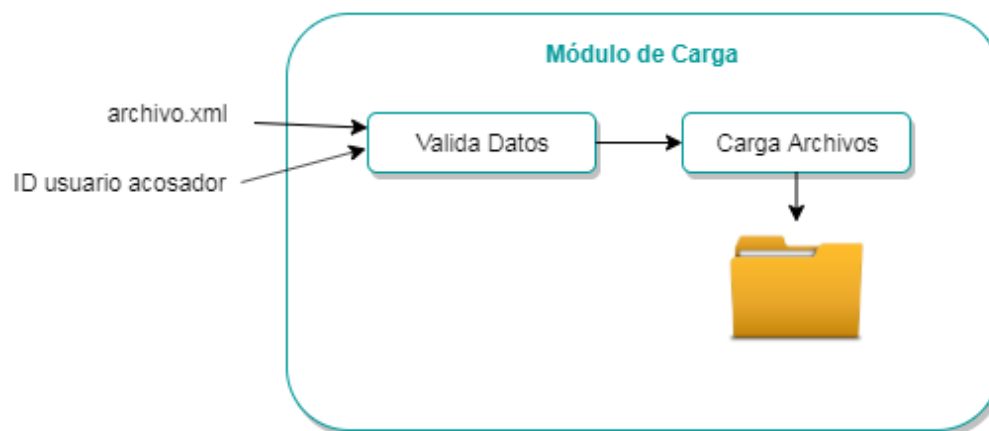 Módulo de Carga
archivo.xml
Valida Datos
Carga Archivos
ID usuario acosador